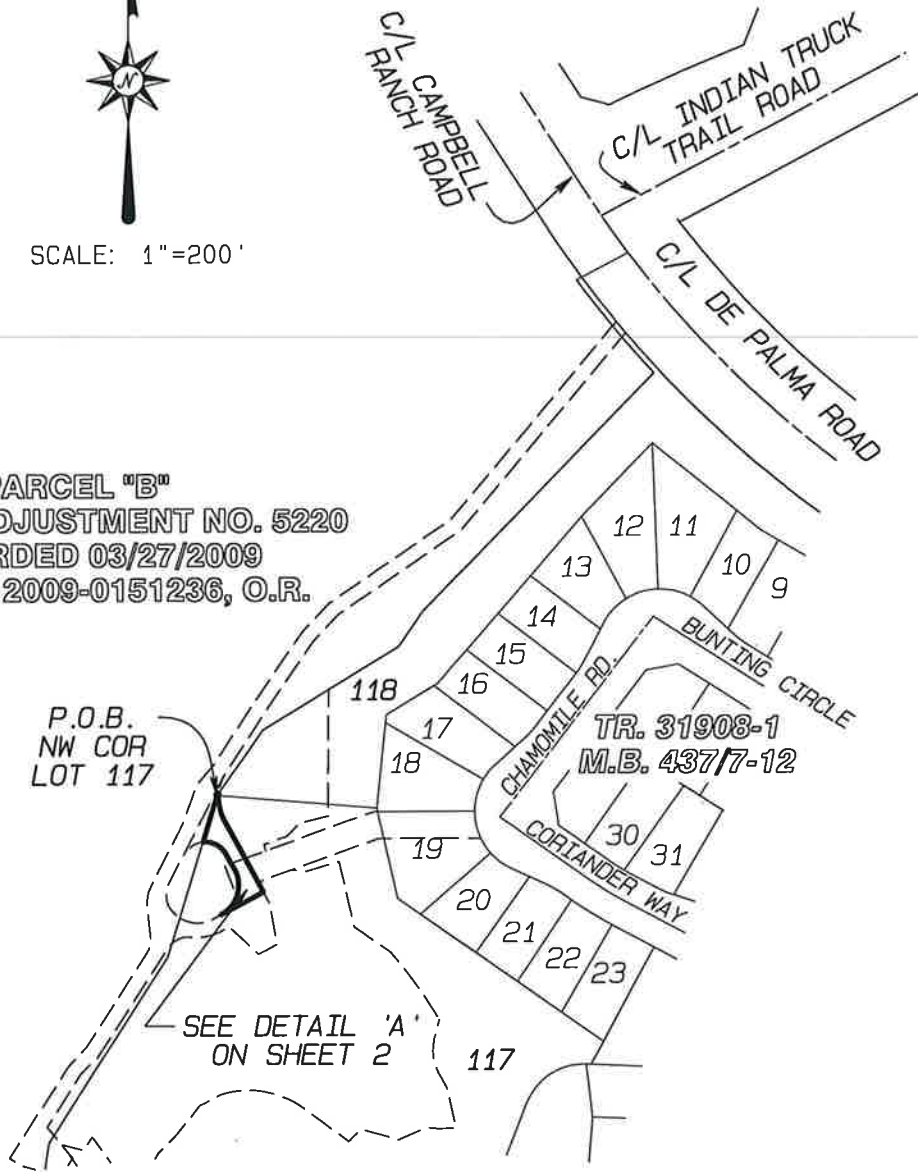 N
SCALE: 1"=200'
C/L CAMPBELL
RANCH ROAD
C/L INDIAN TRUCK
TRAIL ROAD
C/L DE PALMA ROAD
PARCEL "B"
DJUSTMENT NO. 5220
RDED 03/27/2009
2009-0151236, O.R.
12
11
10
9
13
14
15
16
17
18
118
BUNTING CIRCLE
CHAMOMILE RD.
TR. 31908-1
M.B. 437/7-12
P.O.B.
NW COR
LOT 117
19
20
21
22
23
30
31
CORIANDER WAY
SEE DETAIL 'A'
ON SHEET 2
117